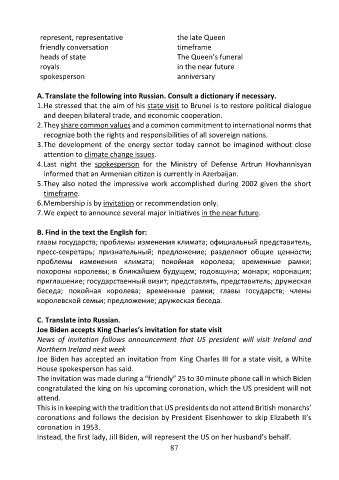 represent, representative the late Queen
friendly conversation timeframe
heads of state The Queen's funeral
royals in the near future
spokesperson anniversary
A. Translate the following into Russian. Consult a dictionary if necessary.
1.He stressed that the aim of his state visit to Brunei is to restore political dialogue
and deepen bilateral trade, and economic cooperation.
2.They share common values and a common commitment to international norms that
recognize both the rights and responsibilities of all sovereign nations.
3.The development of the energy sector today cannot be imagined without close
attention to climate change issues.
4.Last night the spokesperson for the Ministry of Defense Artrun Hovhannisyan
informed that an Armenian citizen is currently in Azerbaijan.
5.They also noted the impressive work accomplished during 2002 given the short
timeframe.
6.Membership is by invitation or recommendation only.
7.We expect to announce several major initiatives in the near future.
B. Find in the text the English for:
главы государств; проблемы изменения климата; официальный представитель,
пресс-секретарь; признательный; предложение; разделяют общие ценности;
проблемы изменения климата; покойная королева; временные рамки;
похороны королевы; в ближайшем будущем; годовщина; монарх; коронация;
приглашение; государственный визит; представлять, представитель; дружеская
беседа; покойная королева; временные рамки; главы государств; члены
королевской семьи; предложение; дружеская беседа.
C. Translate into Russian.
Joe Biden accepts King Charles's invitation for state visit
News of invitation follows announcement that US president will visit Ireland and
Northern Ireland next week
Joe Biden has accepted an invitation from King Charles III for a state visit, a White
House spokesperson has said.
The invitation was made during a "friendly" 25 to 30 minute phone call in which Biden
congratulated the king on his upcoming coronation, which the US president will not
attend.
This is in keeping with the tradition that US presidents do not attend British monarchs'
coronations and follows the decision by President Eisenhower to skip Elizabeth II's
coronation in 1953.
Instead, the first lady, Jill Biden, will represent the US on her husband's behalf.
87